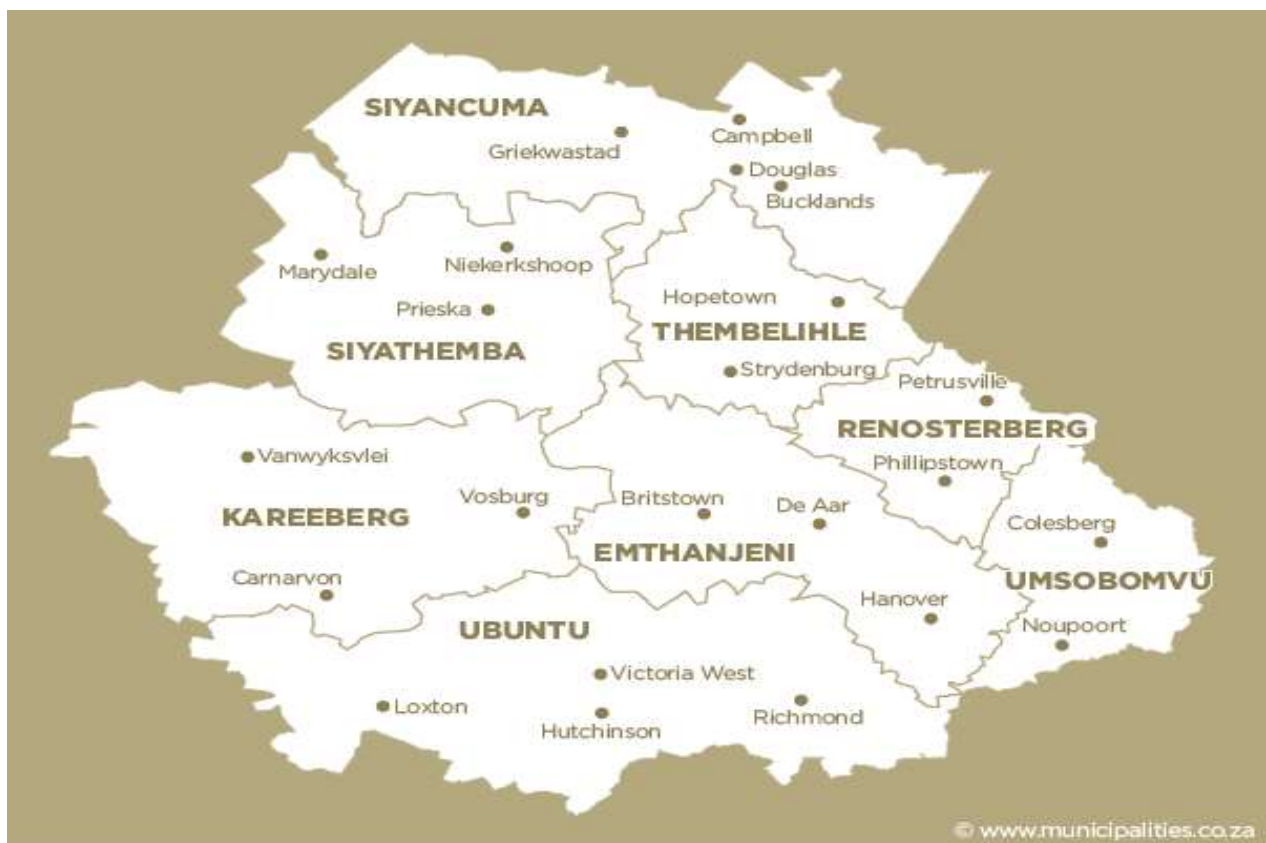 SIYANCUMA
Griekwastad
Campbell
Douglas
Bucklands
Marydale
Niekerkshoop
Prieska
SIYATHEMBA
Hopetown
THEMBELIHLE
Strydenburg
Petrusville
RENOSTERBERG
Phillipstown
Vanwyksvlei
Vosburg
KAREEBERG
Carnarvon
Britstown
De Aar
EMTHANJENI
Hanover
Colesberg
UMSOBOMVU
Noupoort
UBUNTU
Victoria West
Loxton
Hutchinson
Richmond
© www.municipalities.co.za